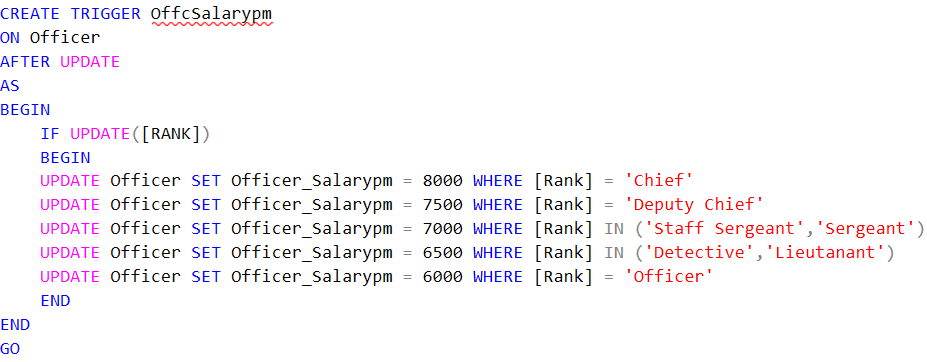 CREATE TRIGGER OffcSalarypm
ON Officer
AFTER UPDATE
AS
BEGIN
IF UPDATE([RANK])
BEGIN
UPDATE Officer SET Officer_Salarypm = 8000 WHERE [Rank] = 'Chief'
UPDATE Officer SET Officer_Salarypm = 7500 WHERE [Rank] = 'Deputy Chief'
UPDATE Officer SET Officer_Salarypm = 7000 WHERE [Rank] IN ('Staff Sergeant','Sergeant')
UPDATE Officer SET Officer_Salarypm = 6500 WHERE [Rank] IN ('Detective','Lieutanant')
UPDATE Officer SET Officer_Salarypm = 6000 WHERE [Rank] = 'Officer'
END
END
GO